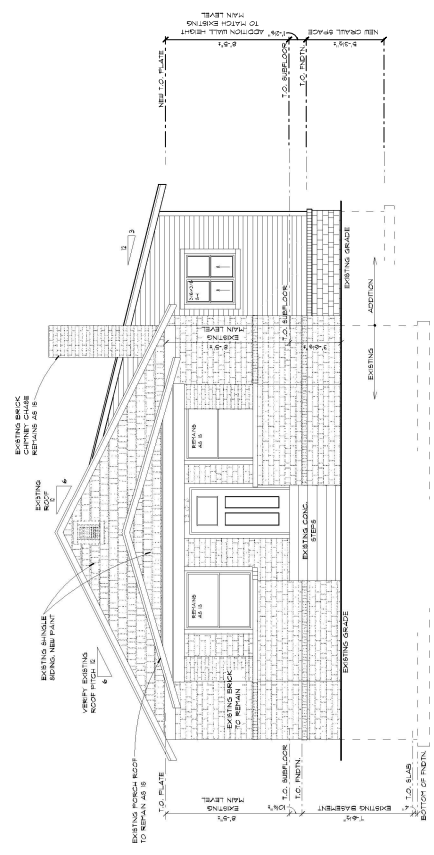 NEW T.O. PLATE
ADDITION WALL HEIGHT
TO MATCH EXISTING
MAIN LEVEL
T.O. SUBFLOOR
T.O. FNDTN.
NEW CRAWL SPACE
12
3
EXISTING BRICK
CHIMNEY CHASE
REMAINS AS IS
EXISTING
ROOF
12
6
EXISTING SHINGLE
SIDING, NEW PAINT
VERIFY EXISTING
ROOF PITCH 12
6
EXISTING PORCH ROOF
TO REMAIN AS IS
T.O. PLATE
EXISTING
MAIN LEVEL
EXISTING BRICK
TO REMAIN
REMAINS
AS IS
REMAINS
AS IS
EXISTING
MAIN LEVEL
T.O. SUBFLOOR
EXISTING CONC.
STEPS
EXISTING GRADE
EXISTING GRADE
EXISTING
ADDITION
T.O. SUBFLOOR
T.O. FNDTN.
EXISTING BASEMENT
T.O. SLAB
4"
BOTTOM OF FNDTN.